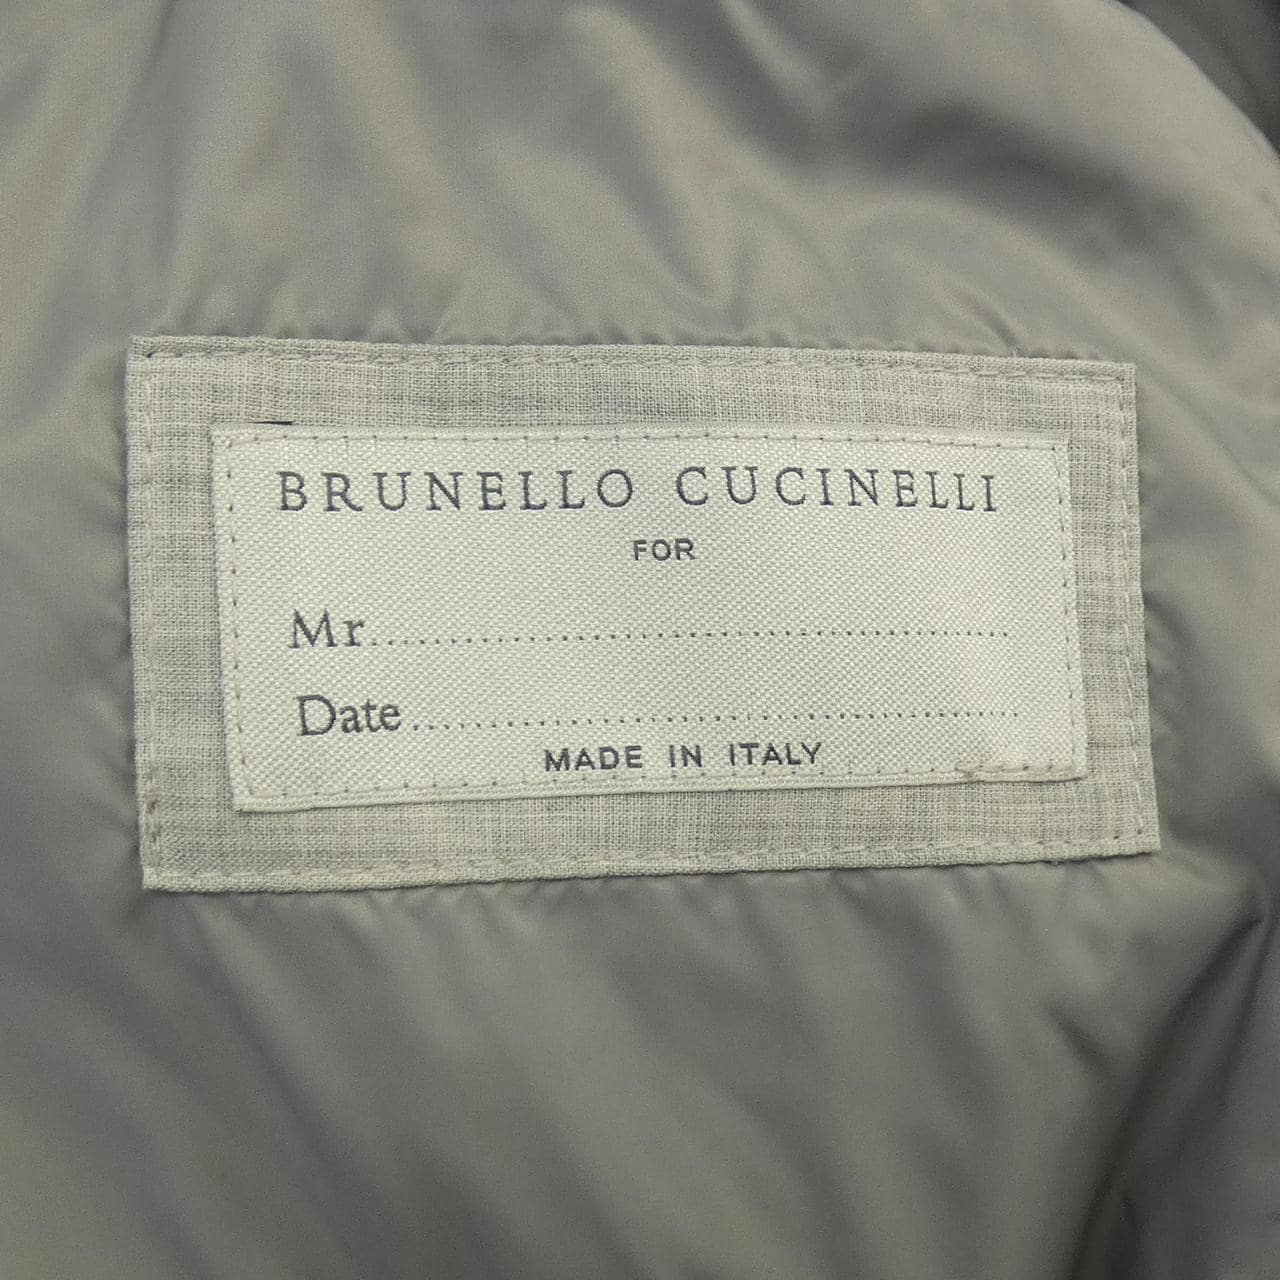 BRUNELLO CUCINELLI
FOR
Mr..........................................................
Date......................................................
MADE IN ITALY